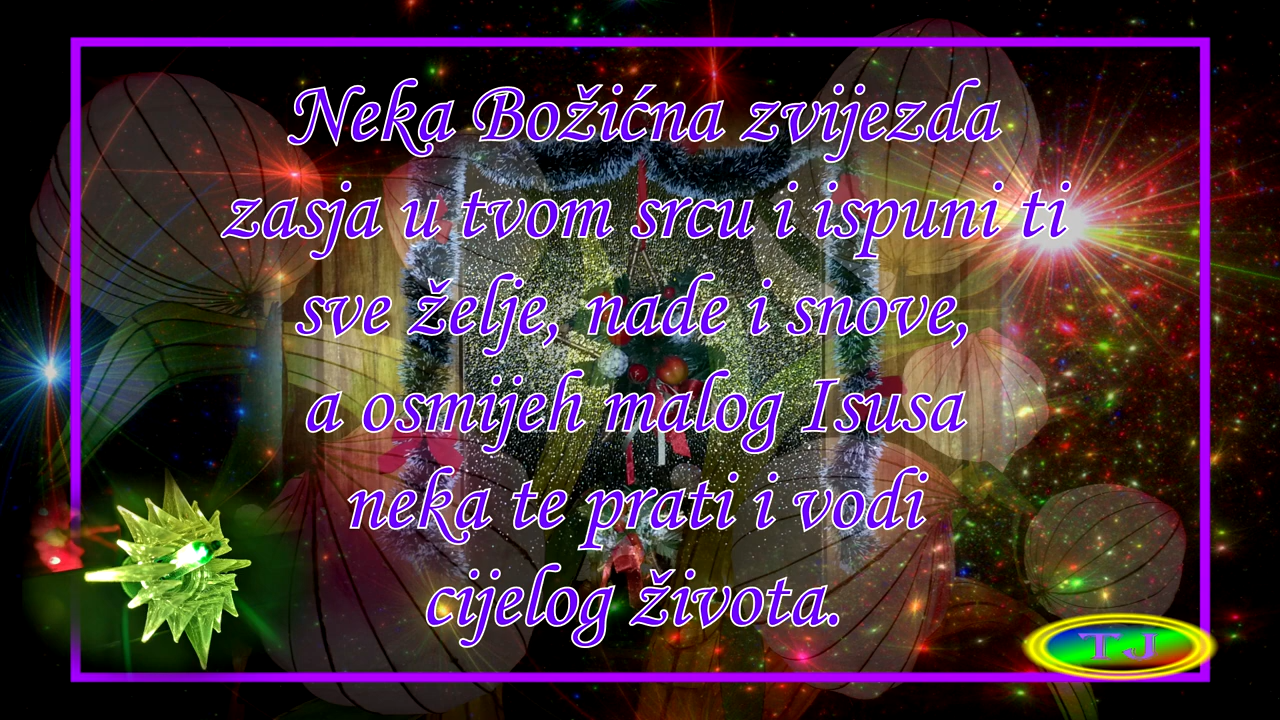 Neka Božićna zvijezda
zasja u tvom srcu i ispuni ti
sve želje, nade i snove,
a osmijeh malog Isusa
neka te prati i vodi
cijelog života.
TJ